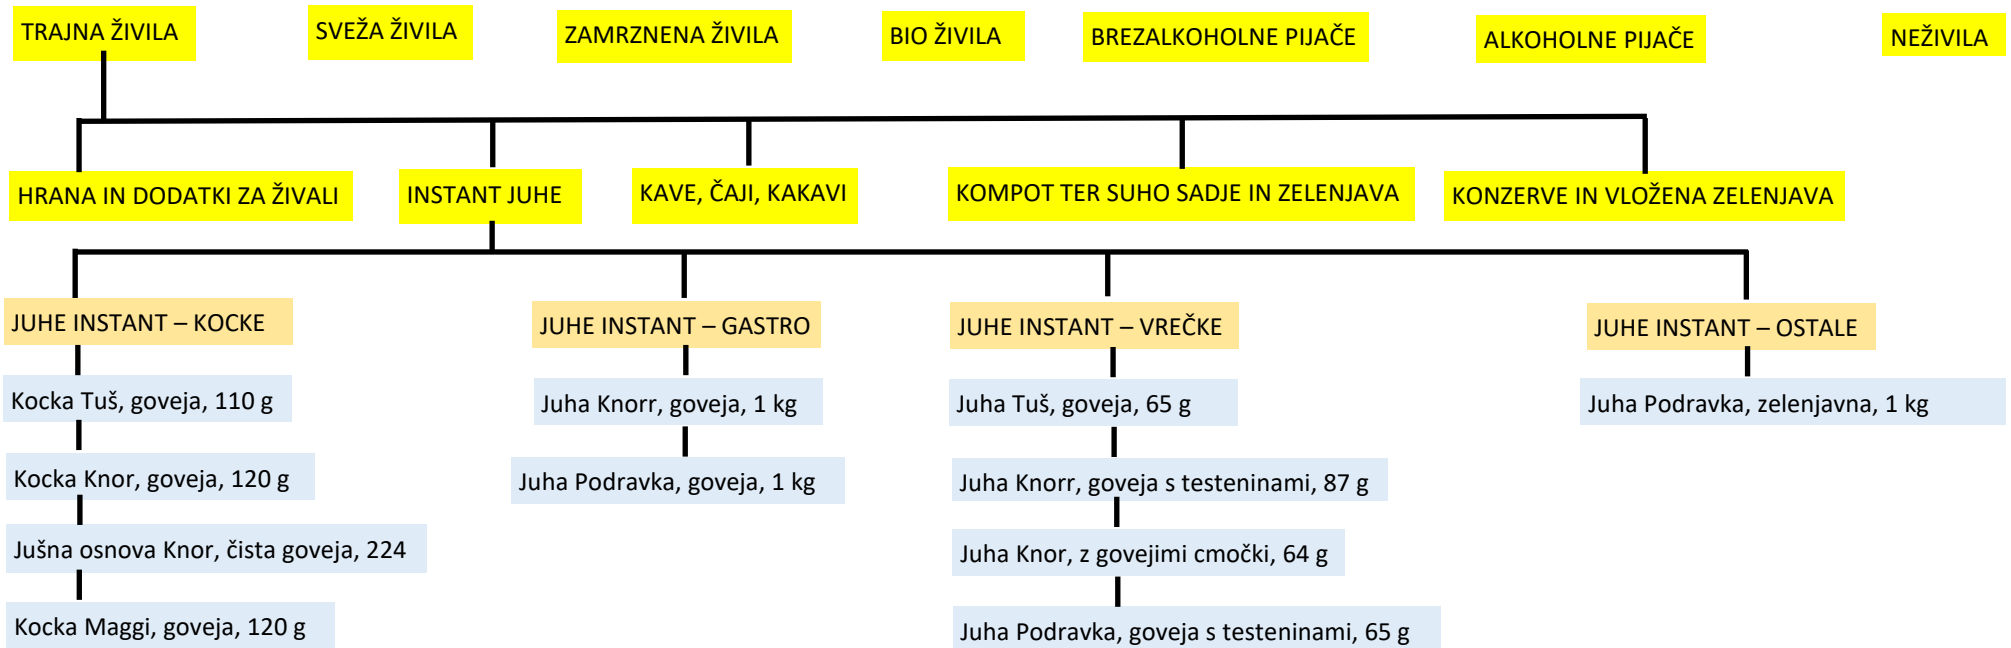 TRAJNA ŽIVILA
SVEŽA ŽIVILA
ZAMRZNENA ŽIVILA
BIO ŽIVILA
BREZALKOHOLNE PIJAČE
ALKOHOLNE PIJAČE
NEŽIVILA
HRANA IN DODATKI ZA ŽIVALI
INSTANT JUHE
KAVE, ČAJI, KAKAVI
KOMPOT TER SUHO SADJE IN ZELENJAVA
KONZERVE IN VLOŽENA ZELENJAVA
JUHE INSTANT – KOCKE
JUHE INSTANT – GASTRO
JUHE INSTANT – VREČKE
JUHE INSTANT – OSTALE
Kocka Tuš, goveja, 110 g
Juha Knorr, goveja, 1 kg
Juha Tuš, goveja, 65 g
Juha Podravka, zelenjavna, 1 kg
Kocka Knor, goveja, 120 g
Juha Podravka, goveja, 1 kg
Juha Knorr, goveja s testeninami, 87 g
Jušna osnova Knor, čista goveja, 224
Juha Knor, z govejimi cmočki, 64 g
Kocka Maggi, goveja, 120 g
Juha Podravka, goveja s testeninami, 65 g